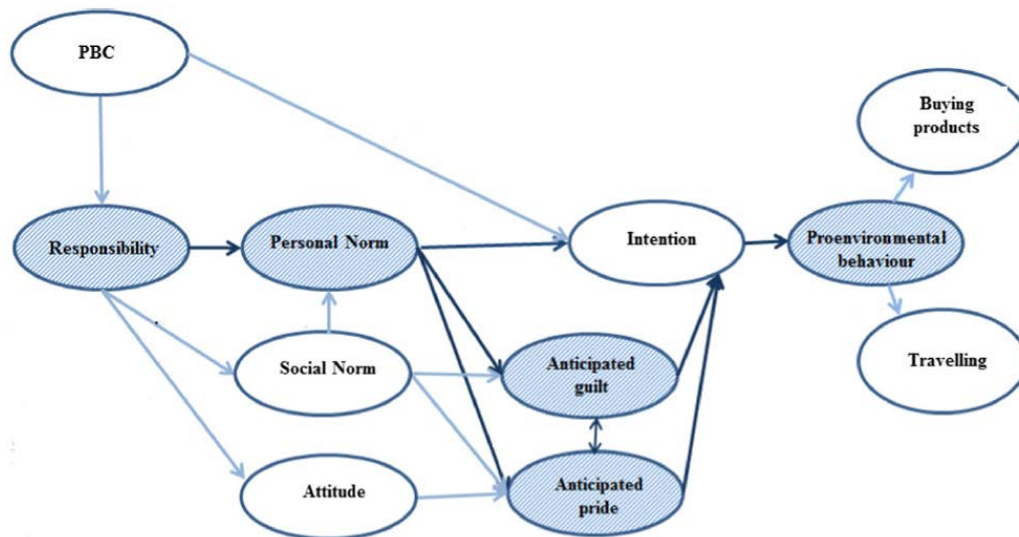 PBC
Buying
products
Responsibility
Personal Norm
Intention
Proenvironmental
behaviour
Social Norm
Anticipated
guilt
Travelling
Attitude
Anticipated
pride